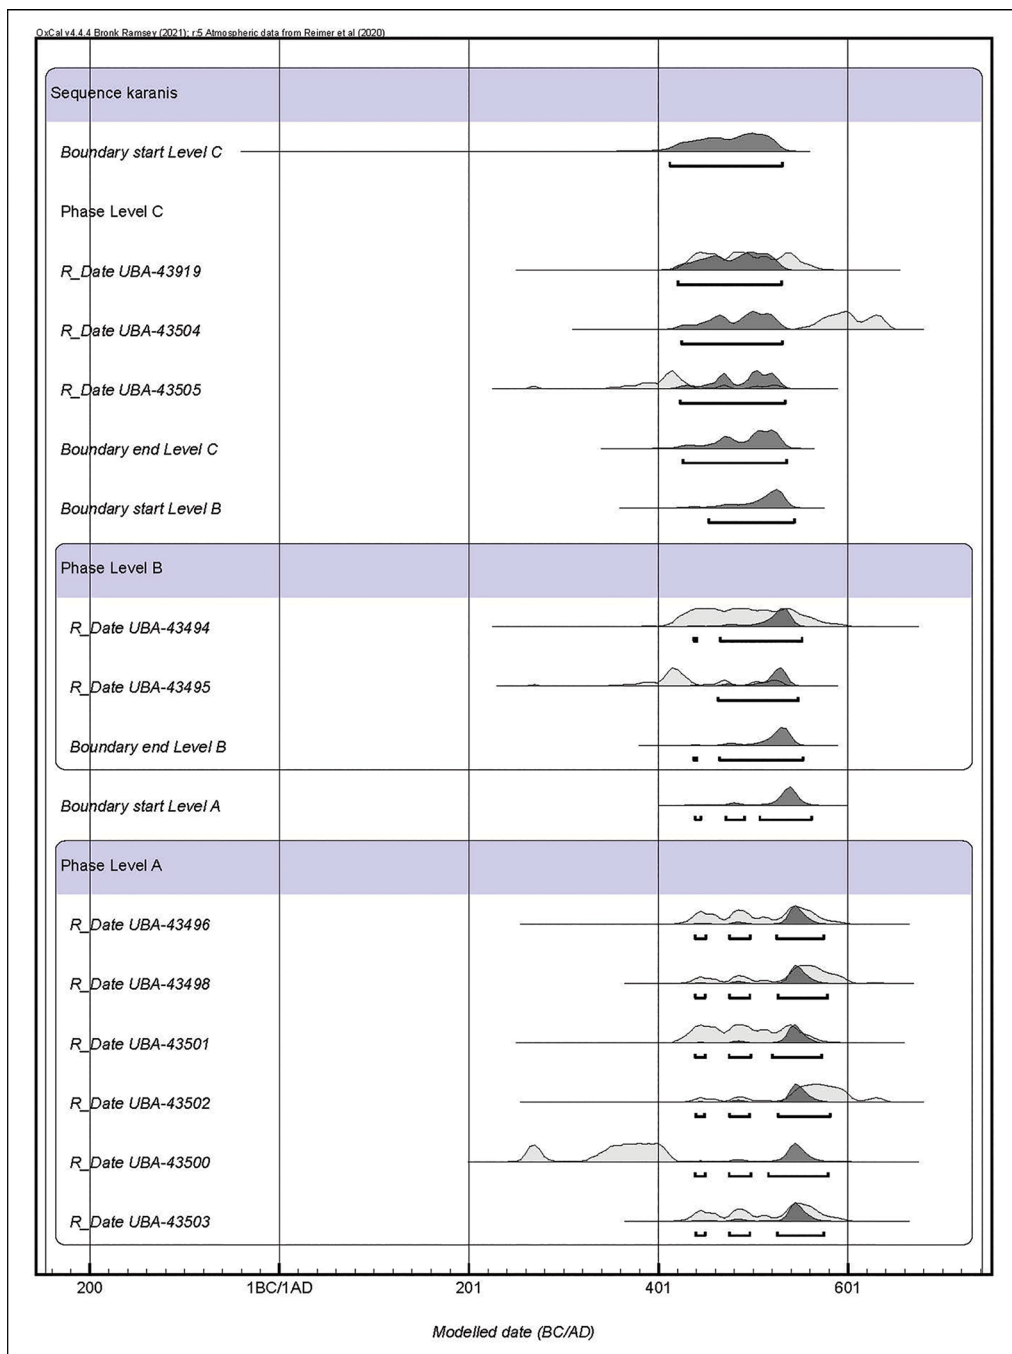 OxCal v4.4.4 Bronk Ramsey (2021); r:5 Atmospheric data from Reimer et al (2020)
Sequence karanis
Boundary start Level C
Phase Level C
R_Date UBA-43919
R_Date UBA-43504
R_Date UBA-43505
Boundary end Level C
Boundary start Level B
Phase Level B
R_Date UBA-43494
R_Date UBA-43495
Boundary end Level B
Boundary start Level A
Phase Level A
R_Date UBA-43496
R_Date UBA-43498
R_Date UBA-43501
R_Date UBA-43502
R_Date UBA-43500
R_Date UBA-43503
200 1BC/1AD 201 401 601
Modelled date (BC/AD)